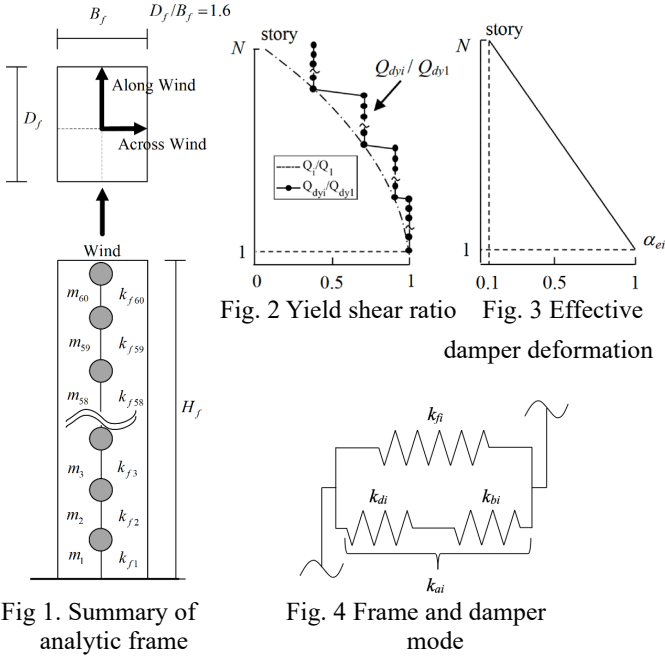 B_f
D_f/B_f = 1.6
D_f
Along Wind
Across Wind
Wind
m_60 k_f60
m_59 k_f59
m_58 k_f58
H_f
m_3 k_f3
m_2 k_f2
m_1 k_f1
Fig 1. Summary of
analytic frame
story
N
Q_dyi / Q_dy1
Q_i/Q_1
Q_dyi/Q_dy1
1
0 0.5 1
Fig. 2 Yield shear ratio
story
N
1
α_ei
0.1 0.5 1
Fig. 3 Effective
damper deformation
k_fi
k_di k_bi
k_ai
Fig. 4 Frame and damper
mode